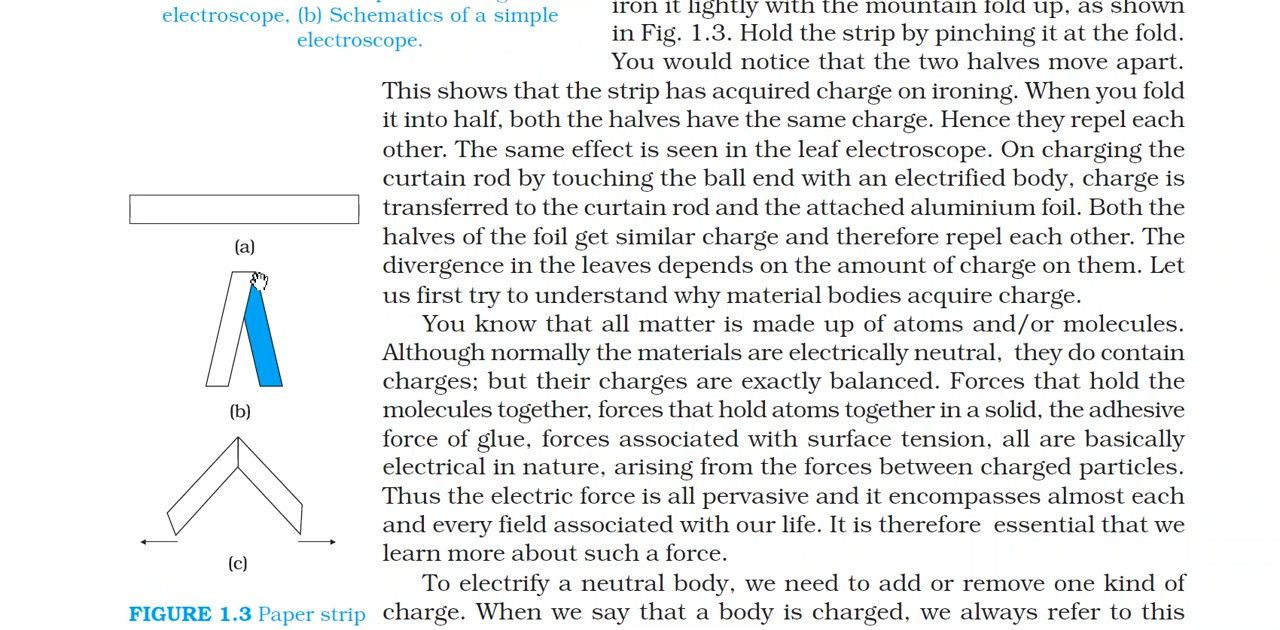 electroscope, (b) Schematics of a simple
electroscope.
iron it lightly with the mountain fold up, as shown
in Fig. 1.3. Hold the strip by pinching it at the fold.
You would notice that the two halves move apart.
This shows that the strip has acquired charge on ironing. When you fold
it into half, both the halves have the same charge. Hence they repel each
other. The same effect is seen in the leaf electroscope. On charging the
curtain rod by touching the ball end with an electrified body, charge is
transferred to the curtain rod and the attached aluminium foil. Both the
halves of the foil get similar charge and therefore repel each other. The
divergence in the leaves depends on the amount of charge on them. Let
us first try to understand why material bodies acquire charge.
You know that all matter is made up of atoms and/or molecules.
Although normally the materials are electrically neutral, they do contain
charges; but their charges are exactly balanced. Forces that hold the
molecules together, forces that hold atoms together in a solid, the adhesive
force of glue, forces associated with surface tension, all are basically
electrical in nature, arising from the forces between charged particles.
Thus the electric force is all pervasive and it encompasses almost each
and every field associated with our life. It is therefore essential that we
learn more about such a force.
To electrify a neutral body, we need to add or remove one kind of
charge. When we say that a body is charged, we always refer to this
(a)
(b)
(c)
FIGURE 1.3 Paper strip